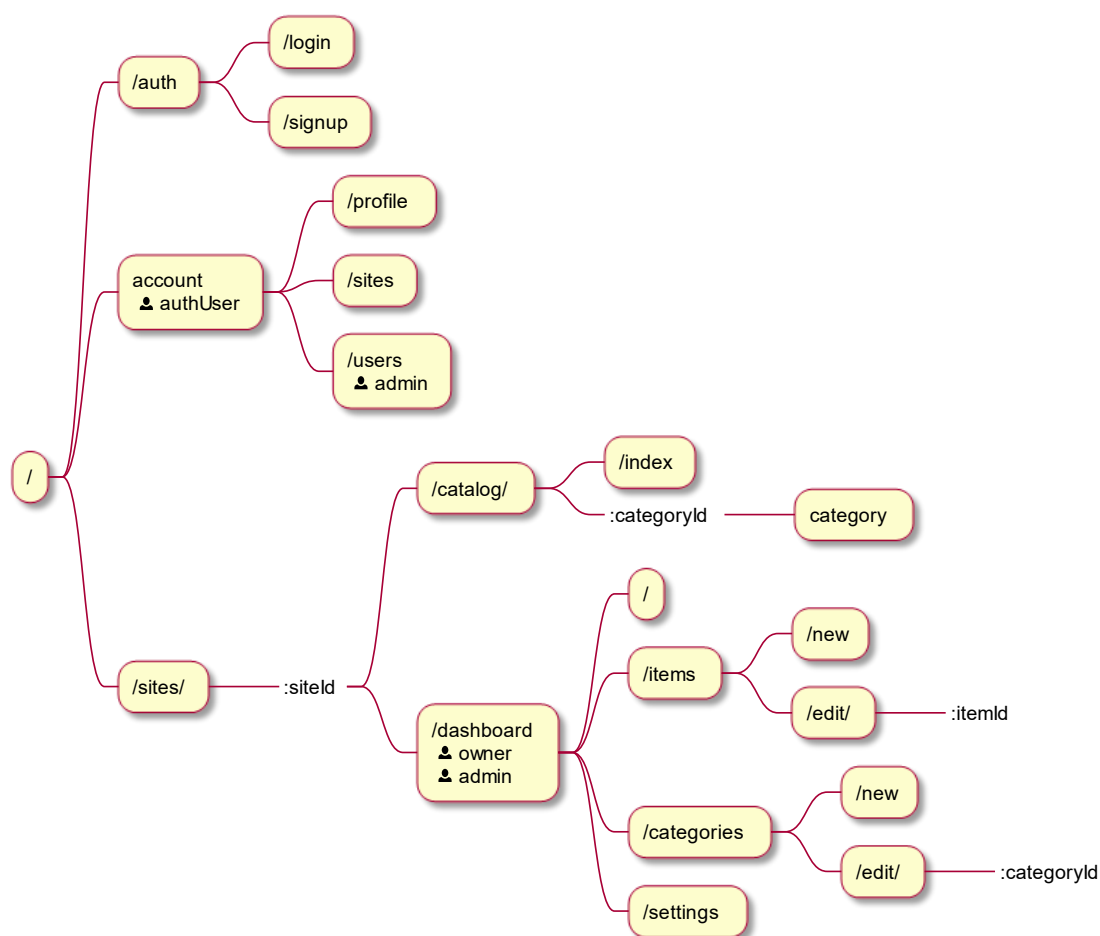 /
/auth
/login
/signup
account
authUser
/profile
/sites
/users
admin
/sites/
:siteId
/catalog/
/index
:categoryId
category
/dashboard
owner
admin
/
/items
/new
/edit/
:itemId
/categories
/new
/edit/
:categoryId
/settings